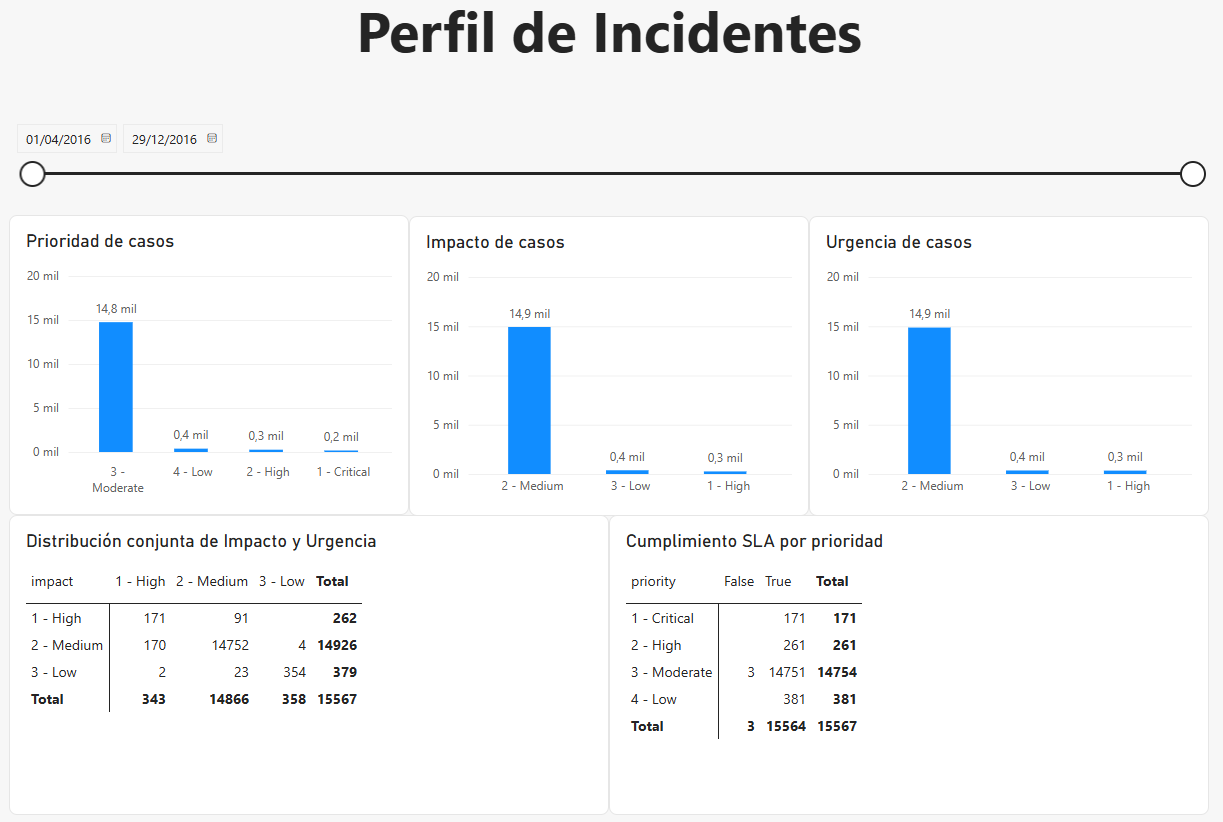 Perfil de Incidentes
01/04/2016 29/12/2016
Prioridad de casos
20 mil
15 mil
10 mil
5 mil
0 mil
14,8 mil
0,4 mil
0,3 mil
0,2 mil
3 -
Moderate
4 - Low
2 - High
1 - Critical
Impacto de casos
20 mil
15 mil
10 mil
5 mil
0 mil
14,9 mil
0,4 mil
0,3 mil
2 - Medium
3 - Low
1 - High
Urgencia de casos
20 mil
15 mil
10 mil
5 mil
0 mil
14,9 mil
0,4 mil
0,3 mil
2 - Medium
3 - Low
1 - High
Distribución conjunta de Impacto y Urgencia
impact 1 - High 2 - Medium 3 - Low Total
1 - High 171 91 262
2 - Medium 170 14752 4 14926
3 - Low 2 23 354 379
Total 343 14866 358 15567
Cumplimiento SLA por prioridad
priority False True Total
1 - Critical 171 171
2 - High 261 261
3 - Moderate 3 14751 14754
4 - Low 381 381
Total 3 15564 15567